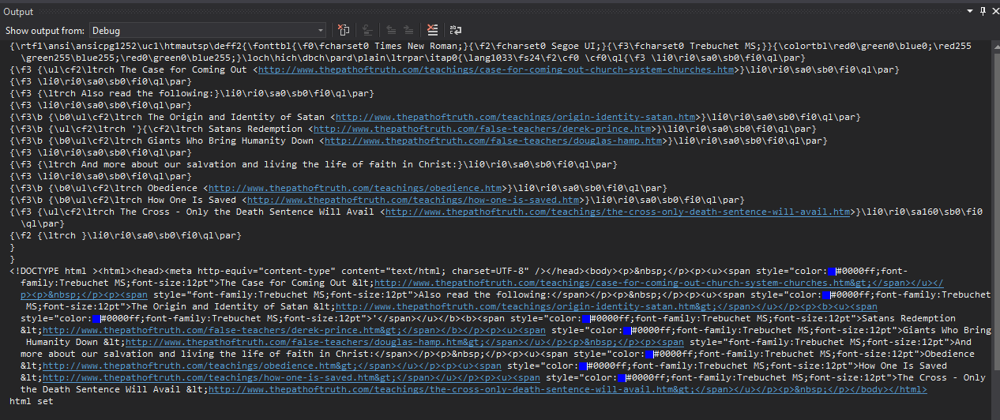 Output
Show output from: Debug
{\rtf1\ansi\ansicpg1252\uc1\htmautsp\deff2{\fonttbl{\f0\fcharset0 Times New Roman;}{\f2\fcharset0 Segoe UI;}{\f3\fcharset0 Trebuchet MS;}}{\colortbl\red0\green0\blue0;\red255
\green255\blue255;\red0\green0\blue255;}\loch\hich\dbch\pard\plain\ltrpar\itap0{\lang1033\fs24\f2\cf0 \cf0\ql{\f3 \li0\ri0\sa0\sb0\fi0\ql\par}
{\f3 {\ul\cf2\ltrch The Case for Coming Out <http://www.thepathoftruth.com/teachings/case-for-coming-out-church-system-churches.htm>}\li0\ri0\sa0\sb0\fi0\ql\par}
{\f3 \li0\ri0\sa0\sb0\fi0\ql\par}
{\f3 {\ltrch Also read the following:}\li0\ri0\sa0\sb0\fi0\ql\par}
{\f3 \li0\ri0\sa0\sb0\fi0\ql\par}
{\f3\b {\b0\ul\cf2\ltrch The Origin and Identity of Satan <http://www.thepathoftruth.com/teachings/origin-identity-satan.htm>}\li0\ri0\sa0\sb0\fi0\ql\par}
{\f3\b {\ul\cf2\ltrch '}{\cf2\ltrch Satans Redemption <http://www.thepathoftruth.com/false-teachers/derek-prince.htm>}\li0\ri0\sa0\sb0\fi0\ql\par}
{\f3\b {\b0\ul\cf2\ltrch Giants Who Bring Humanity Down <http://www.thepathoftruth.com/false-teachers/douglas-hamp.htm>}\li0\ri0\sa0\sb0\fi0\ql\par}
{\f3 \li0\ri0\sa0\sb0\fi0\ql\par}
{\f3 {\ltrch And more about our salvation and living the life of faith in Christ:}\li0\ri0\sa0\sb0\fi0\ql\par}
{\f3 \li0\ri0\sa0\sb0\fi0\ql\par}
{\f3\b {\b0\ul\cf2\ltrch Obedience <http://www.thepathoftruth.com/teachings/obedience.htm>}\li0\ri0\sa0\sb0\fi0\ql\par}
{\f3\b {\b0\ul\cf2\ltrch How One Is Saved <http://www.thepathoftruth.com/teachings/how-one-is-saved.htm>}\li0\ri0\sa0\sb0\fi0\ql\par}
{\f3 {\ul\cf2\ltrch The Cross - Only the Death Sentence Will Avail <http://www.thepathoftruth.com/teachings/the-cross-only-death-sentence-will-avail.htm>}\li0\ri0\sa160\sb0\fi0
\ql\par}
{\f2 {\ltrch }\li0\ri0\sa0\sb0\fi0\ql\par}
}
}
<!DOCTYPE html ><html><head><meta http-equiv="content-type" content="text/html; charset=UTF-8" /></head><body><p>&nbsp;</p><p><u><span style="color:#0000ff;font-
family:Trebuchet MS;font-size:12pt">The Case for Coming Out &lt;http://www.thepathoftruth.com/teachings/case-for-coming-out-church-system-churches.htm&gt;</span></u></
p><p>&nbsp;</p><p><span style="font-family:Trebuchet MS;font-size:12pt">Also read the following:</span></p><p>&nbsp;</p><p><u><span style="color:#0000ff;font-family:Trebuchet
MS;font-size:12pt">The Origin and Identity of Satan &lt;http://www.thepathoftruth.com/teachings/origin-identity-satan.htm&gt;</span></u></p><p><b><u><span
style="color:#0000ff;font-family:Trebuchet MS;font-size:12pt">'</span></u></b><b><span style="color:#0000ff;font-family:Trebuchet MS;font-size:12pt">Satans Redemption
&lt;http://www.thepathoftruth.com/false-teachers/derek-prince.htm&gt;</span></b></p><p><u><span style="color:#0000ff;font-family:Trebuchet MS;font-size:12pt">Giants Who Bring
Humanity Down &lt;http://www.thepathoftruth.com/false-teachers/douglas-hamp.htm&gt;</span></u></p><p>&nbsp;</p><p><span style="font-family:Trebuchet MS;font-size:12pt">And
more about our salvation and living the life of faith in Christ:</span></p><p>&nbsp;</p><p><u><span style="color:#0000ff;font-family:Trebuchet MS;font-size:12pt">Obedience
&lt;http://www.thepathoftruth.com/teachings/obedience.htm&gt;</span></u></p><p><u><span style="color:#0000ff;font-family:Trebuchet MS;font-size:12pt">How One Is Saved
&lt;http://www.thepathoftruth.com/teachings/how-one-is-saved.htm&gt;</span></u></p><p><u><span style="color:#0000ff;font-family:Trebuchet MS;font-size:12pt">The Cross - Only
the Death Sentence Will Avail &lt;http://www.thepathoftruth.com/teachings/the-cross-only-death-sentence-will-avail.htm&gt;</span></u></p><p>&nbsp;</p></body></html>
html set